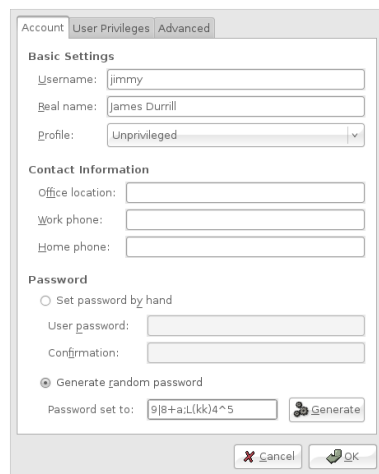 Account User Privileges Advanced
Basic Settings
Username: jimmy
Real name: James Durrill
Profile: Unprivileged
Contact Information
Office location:
Work phone:
Home phone:
Password
Set password by hand
User password:
Confirmation:
Generate random password
Password set to: 9|8+a;L(kk)4^5 Generate
Cancel OK